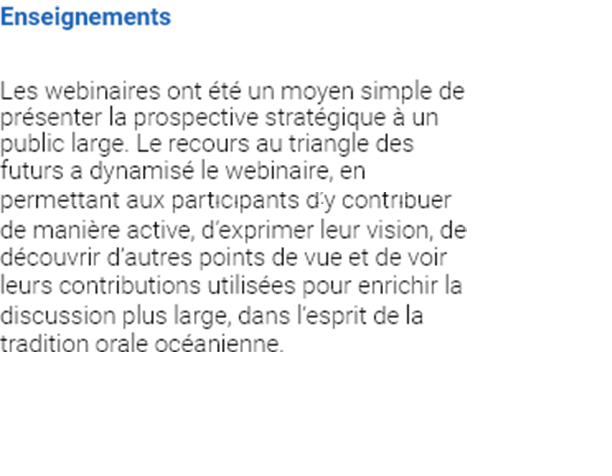 Enseignements
Les webinaires ont été un moyen simple de
présenter la prospective stratégique à un
public large. Le recours au triangle des
futurs a dynamisé le webinaire, en
permettant aux participants d’y contribuer
de manière active, d’exprimer leur vision, de
découvrir d’autres points de vue et de voir
leurs contributions utilisées pour enrichir la
discussion plus large, dans l’esprit de la
tradition orale océanienne.